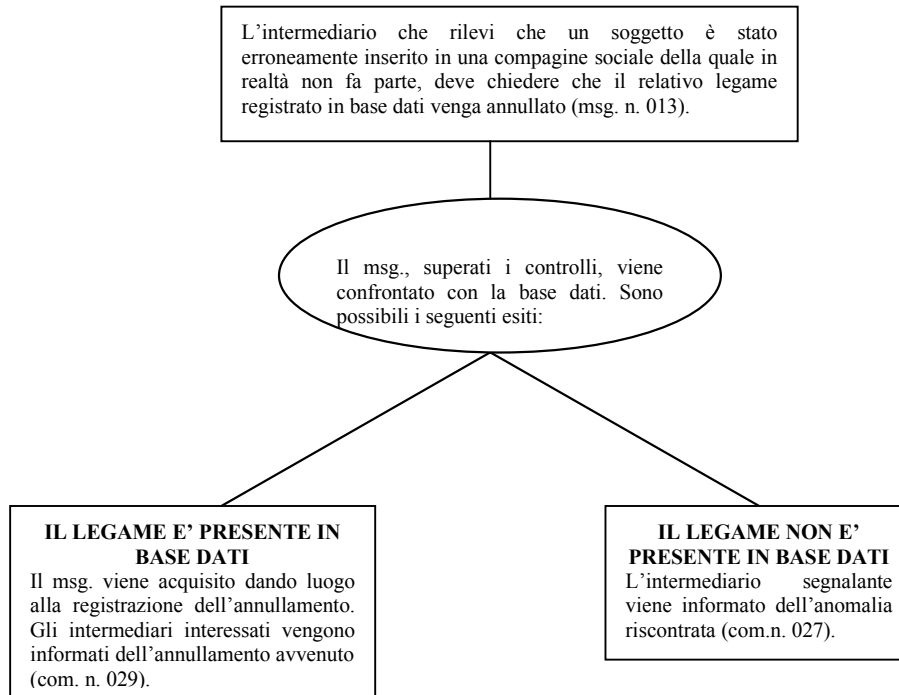 L'intermediario che rilevi che un soggetto è stato
erroneamente inserito in una compagine sociale della quale in
realtà non fa parte, deve chiedere che il relativo legame
registrato in base dati venga annullato (msg. n. 013).
Il msg., superati i controlli, viene
confrontato con la base dati. Sono
possibili i seguenti esiti:
IL LEGAME E' PRESENTE IN
BASE DATI
Il msg. viene acquisito dando luogo
alla registrazione dell'annullamento.
Gli intermediari interessati vengono
informati dell'annullamento avvenuto
(com. n. 029).
IL LEGAME NON E'
PRESENTE IN BASE DATI
L'intermediario segnalante
viene informato dell'anomalia
riscontrata (com.n. 027).